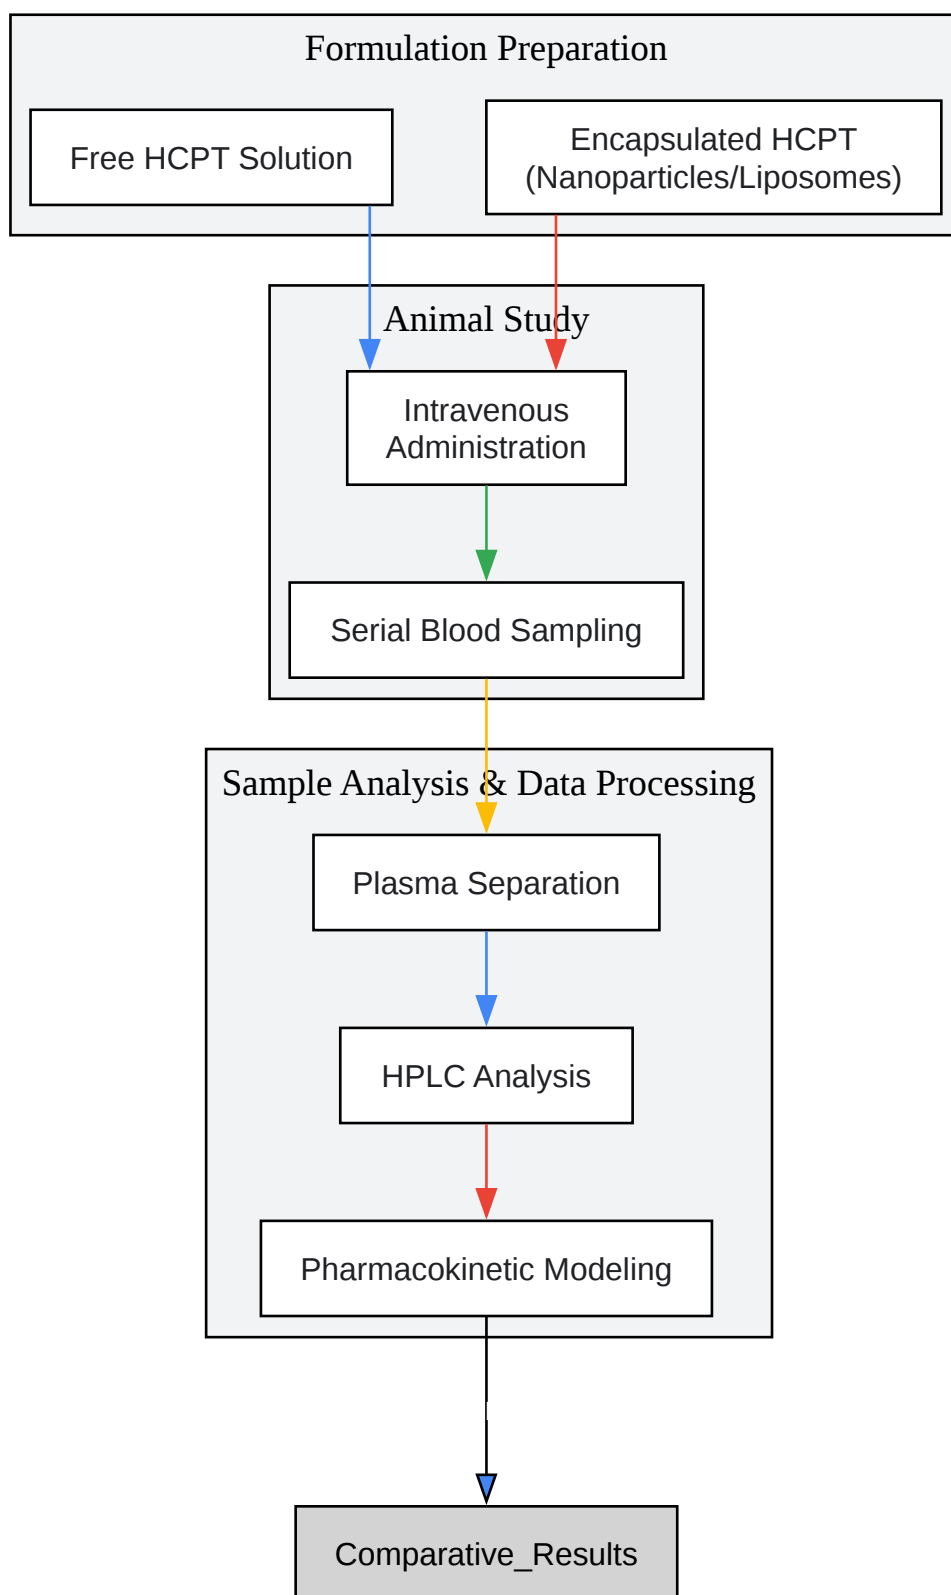 Formulation Preparation
Free HCPT Solution
Encapsulated HCPT
(Nanoparticles/Liposomes)
Animal Study
Intravenous
Administration
Serial Blood Sampling
Sample Analysis & Data Processing
Plasma Separation
HPLC Analysis
Pharmacokinetic Modeling
Comparative_Results